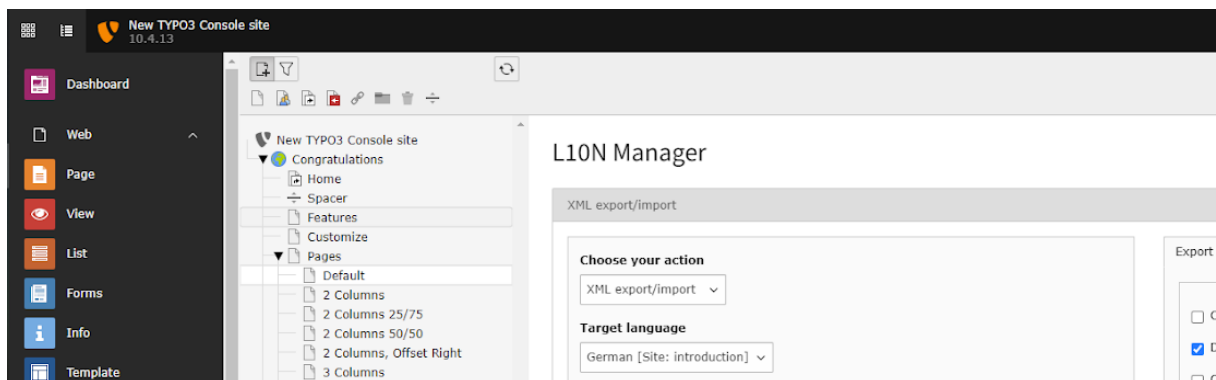 New TYPO3 Console site
10.4.13
Dashboard
Web
Page
View
List
Forms
Info
Template
New TYPO3 Console site
Congratulations
Home
Spacer
Features
Customize
Pages
Default
2 Columns
2 Columns 25/75
2 Columns 50/50
2 Columns, Offset Right
3 Columns
L10N Manager
XML export/import
Choose your action
XML export/import
Target language
German [Site: introduction]
Export